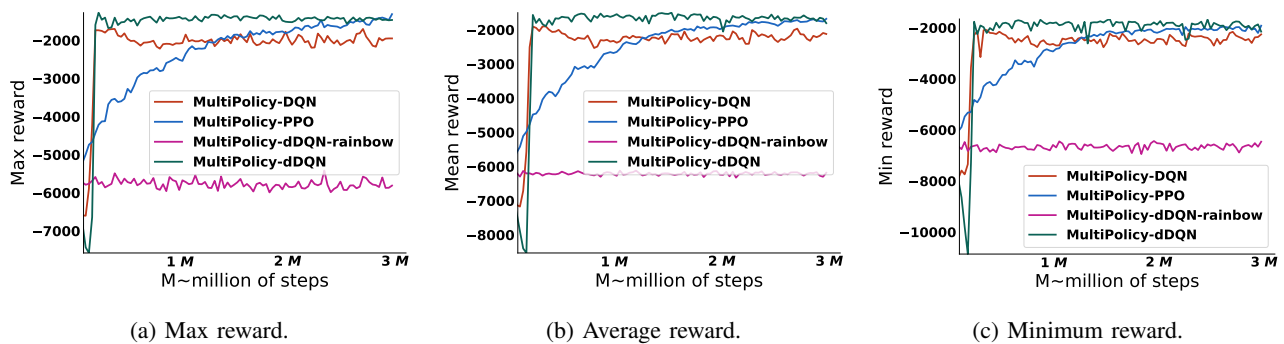 Max reward
−2000
−3000
−4000
−5000
−6000
−7000
MultiPolicy-DQN
MultiPolicy-PPO
MultiPolicy-dDQN-rainbow
MultiPolicy-dDQN
1 M
2 M
3 M
M~million of steps
(a) Max reward.
Mean reward
−2000
−3000
−4000
−5000
−6000
−7000
−8000
MultiPolicy-DQN
MultiPolicy-PPO
MultiPolicy-dDQN-rainbow
MultiPolicy-dDQN
1 M
2 M
3 M
M~million of steps
(b) Average reward.
Min reward
−2000
−4000
−6000
−8000
−10000
MultiPolicy-DQN
MultiPolicy-PPO
MultiPolicy-dDQN-rainbow
MultiPolicy-dDQN
1 M
2 M
3 M
M~million of steps
(c) Minimum reward.